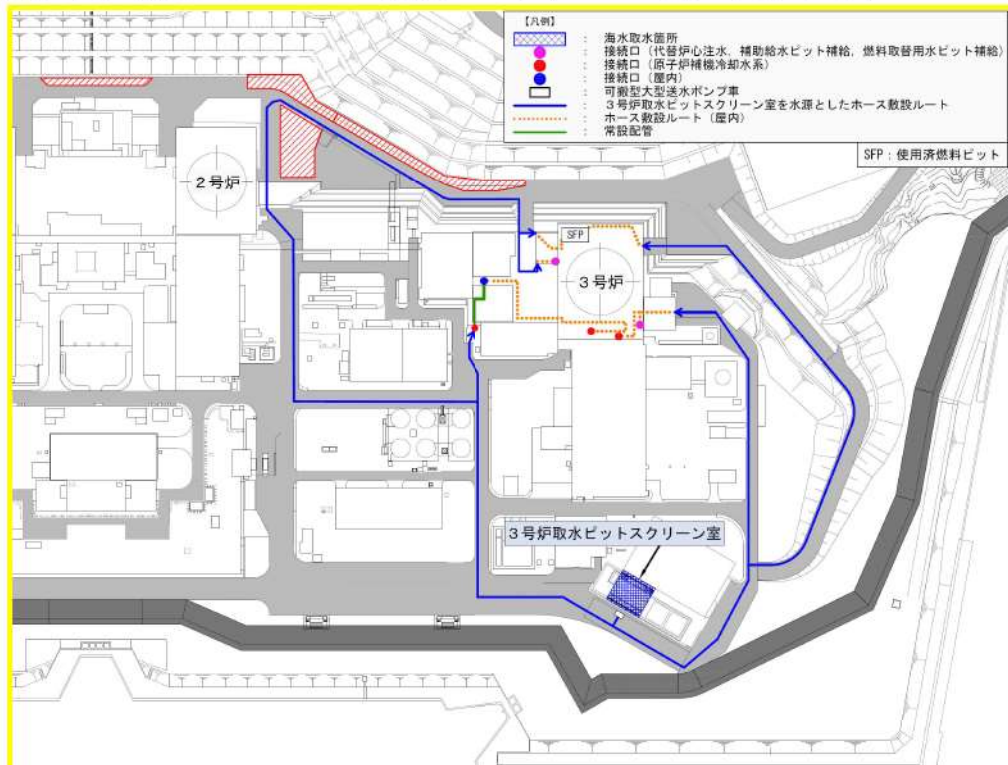 【凡例】
： 海水取水箇所
： 接続口（代替炉心注水，補助給水ピット補給，燃料取替用水ピット補給）
： 接続口（原子炉補機冷却水系）
： 接続口（屋内）
： 可搬型大型送水ポンプ車
： ３号炉取水ピットスクリーン室を水源としたホース敷設ルート
： ホース敷設ルート（屋内）
： 常設配管
SFP：使用済燃料ピット
２号炉
SFP
３号炉
３号炉取水ピットスクリーン室